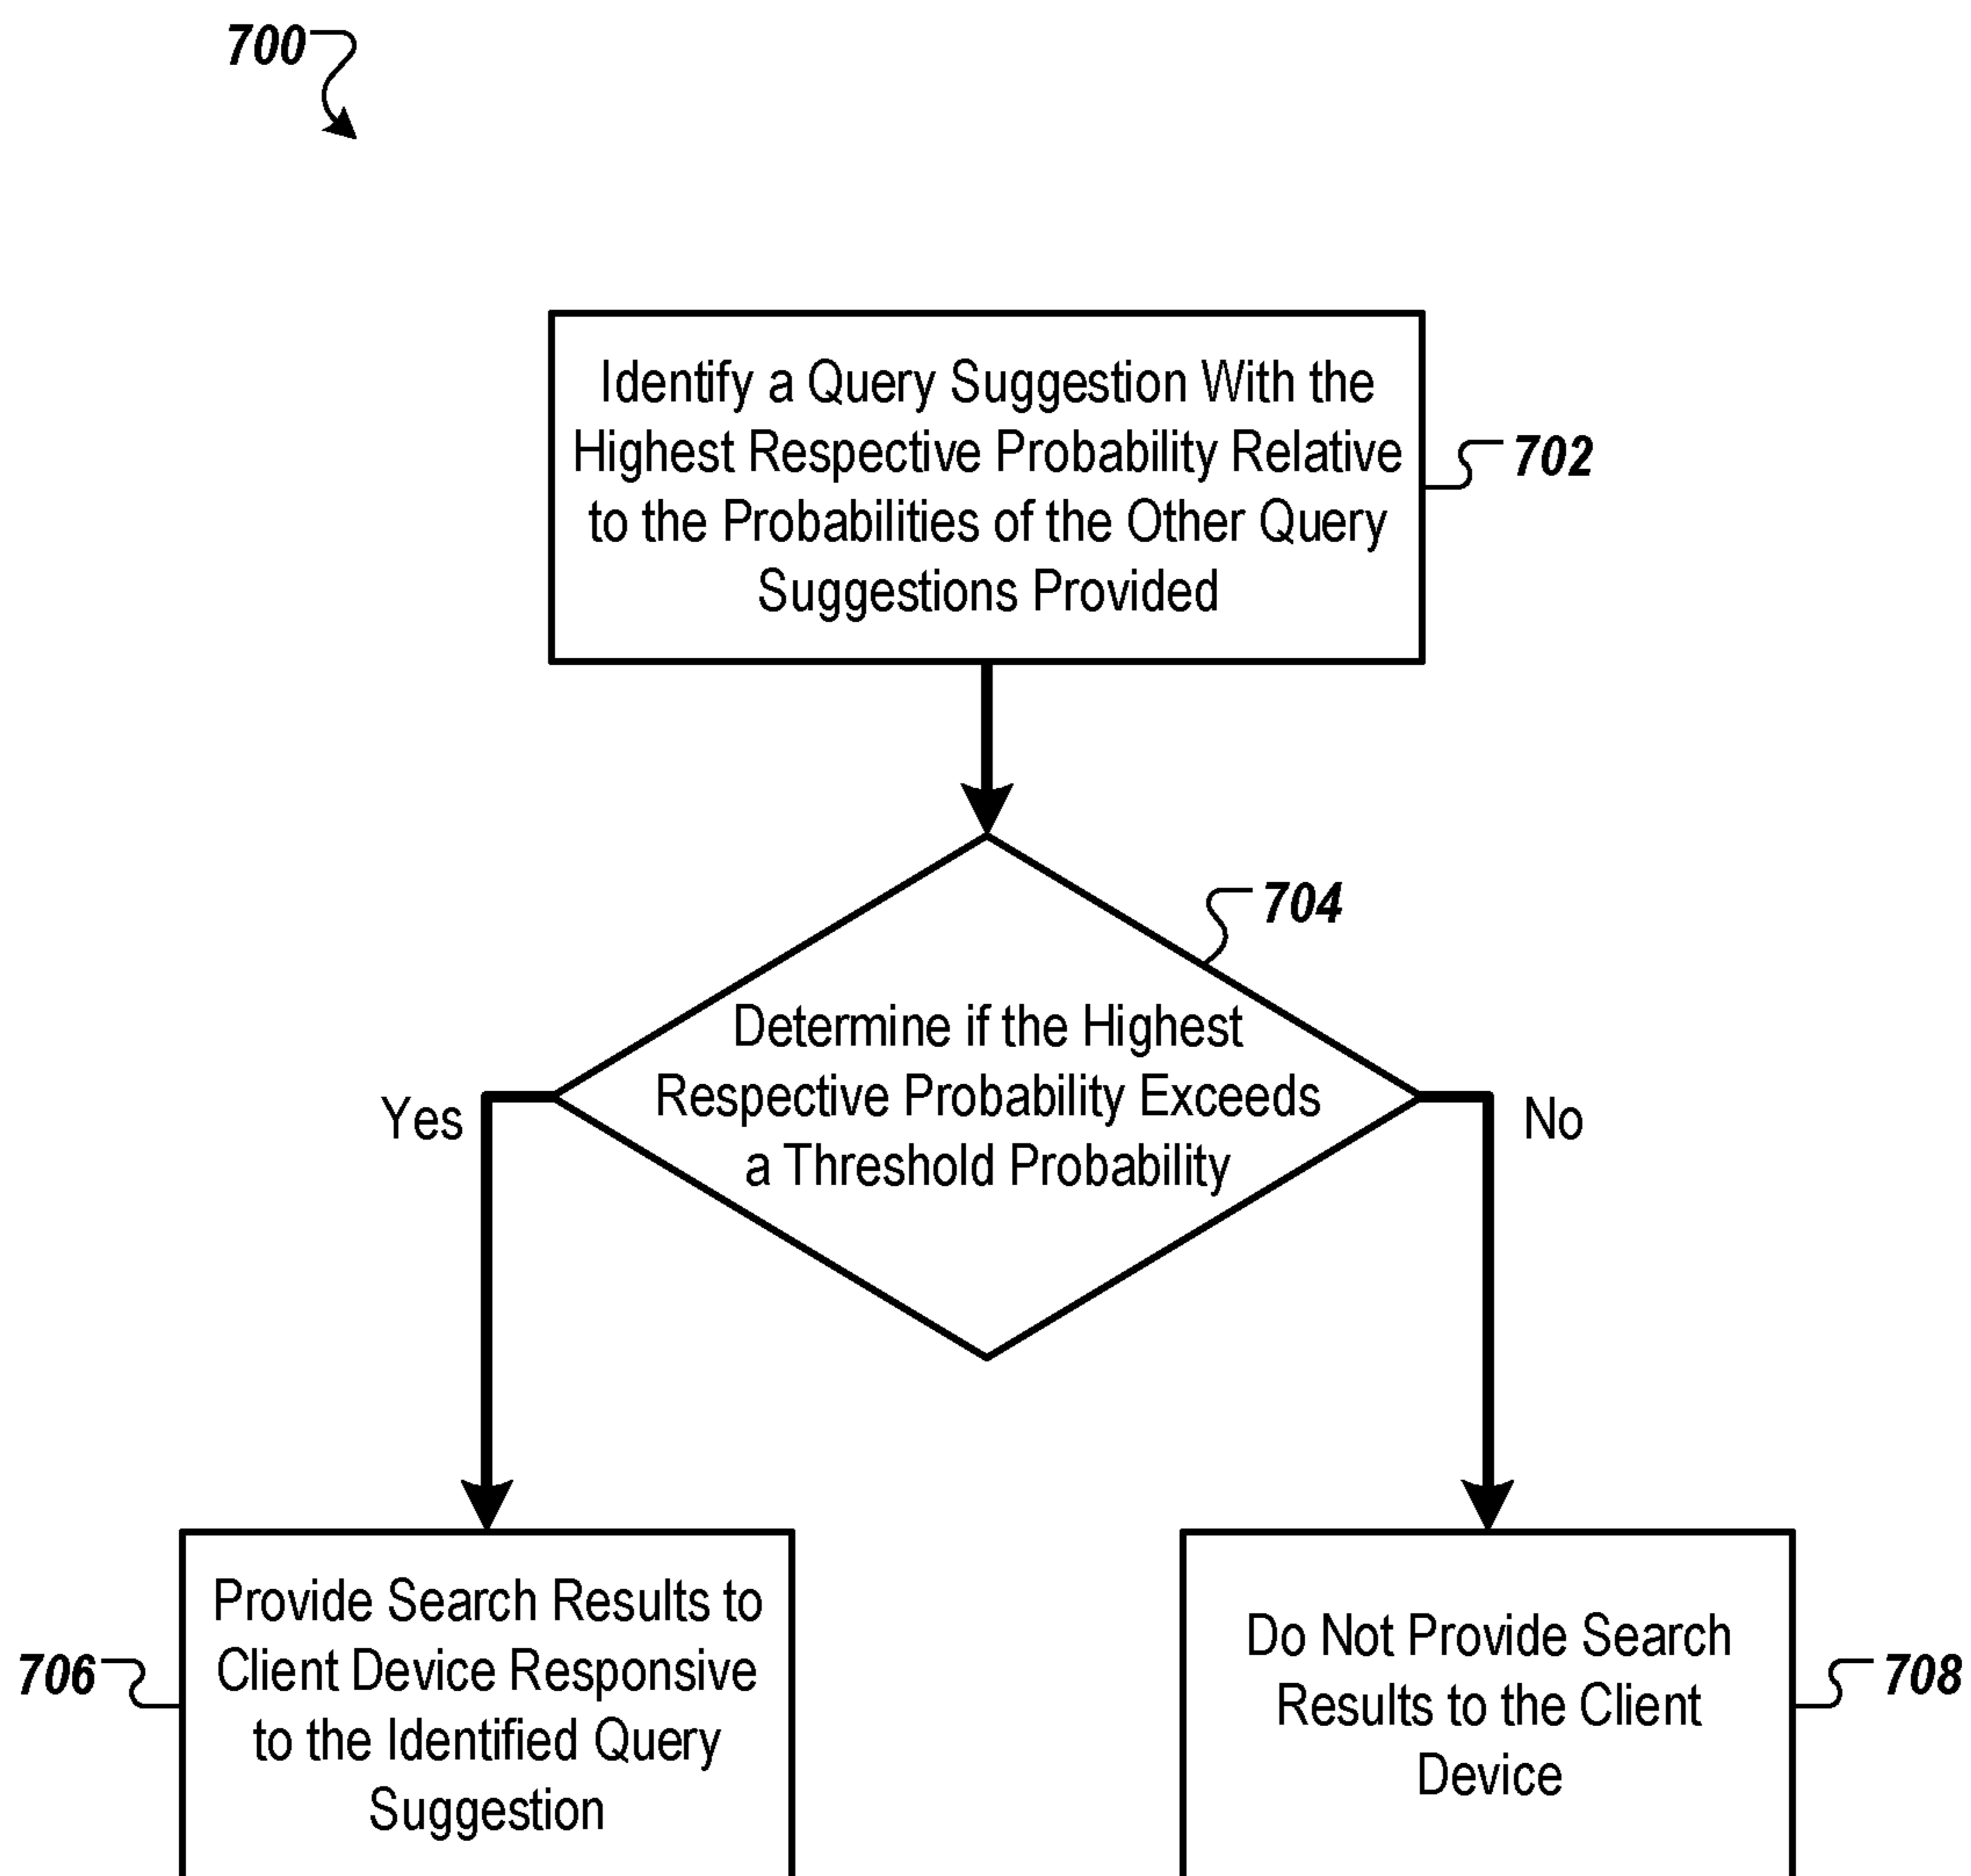 700
Identify a Query Suggestion With the
Highest Respective Probability Relative
to the Probabilities of the Other Query
Suggestions Provided
702
704
Determine if the Highest
Respective Probability Exceeds
a Threshold Probability
Yes
No
Provide Search Results to
Client Device Responsive
to the Identified Query
Suggestion
706
Do Not Provide Search
Results to the Client
Device
708